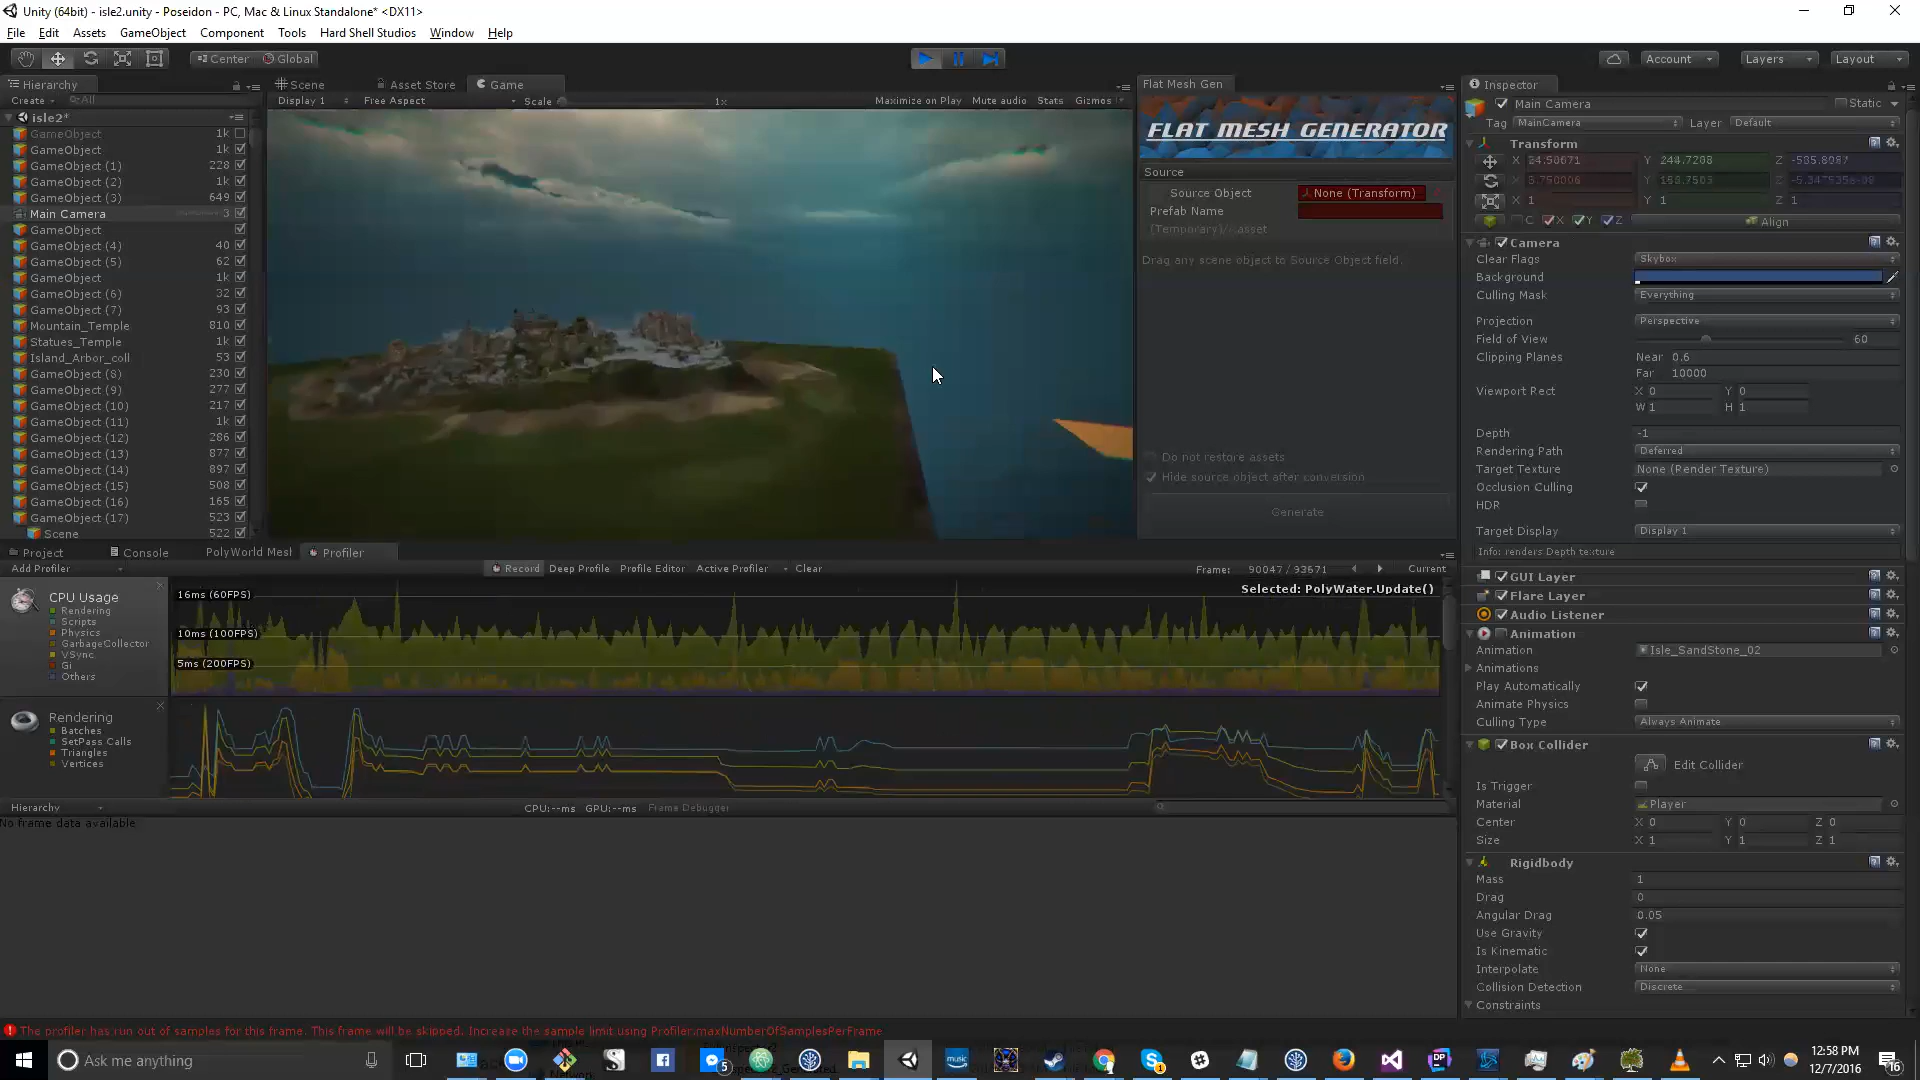 Unity (64bit) - isle2.unity - Poseidon - PC, Mac & Linux Standalone* <DX11>
File Edit Assets GameObject Component Tools Hard Shell Studios Window Help
Center Global Account Layers Layout
Hierarchy Scene Asset Store Game Flat Mesh Gen Inspector
Create All Display 1 Free Aspect Scale 1x Maximize on Play Mute audio Stats Gizmos
isle2*
GameObject 1k
GameObject 1k
GameObject (1) 228
GameObject (2) 1k
GameObject (3) 649
Main Camera 3
GameObject
GameObject (4) 40
GameObject (5) 62
GameObject 1k
GameObject (6) 32
GameObject (7) 93
Mountain_Temple 810
Statues_Temple 1k
Island_Arbor_coll 53
GameObject (8) 230
GameObject (9) 277
GameObject (10) 217
GameObject (11) 1k
GameObject (12) 286
GameObject (13) 877
GameObject (14) 897
GameObject (15) 508
GameObject (16) 165
GameObject (17) 523
Scene 522
FLAT MESH GENERATOR
Source
Source Object None (Transform)
Prefab Name
Drag any scene object to Source Object field.
Do not restore assets
Hide source object after conversion
Generate
Main Camera Static
Tag MainCamera Layer Default
Transform
X Y 244.7208 Z
X Y Z
X 1 Y 1 Z 1
C X Y Z Align
Camera
Clear Flags Skybox
Background
Culling Mask Everything
Projection Perspective
Field of View 60
Clipping Planes Near 0.6
Far 10000
Viewport Rect X 0 Y 0
W 1 H 1
Depth -1
Rendering Path Deferred
Target Texture None (Render Texture)
Occlusion Culling
HDR
Target Display Display 1
Info: renders Depth texture
GUI Layer
Flare Layer
Audio Listener
Animation
Animation Isle_SandStone_02
Animations
Play Automatically
Animate Physics
Culling Type Always Animate
Box Collider
Edit Collider
Is Trigger
Material Player
Center X 0 Y 0 Z 0
Size X 1 Y 1 Z 1
Rigidbody
Mass 1
Drag 0
Angular Drag 0.05
Use Gravity
Is Kinematic
Interpolate None
Collision Detection Discrete
Constraints
Project Console PolyWorld Mesh Profiler
Add Profiler Record Deep Profile Profile Editor Active Profiler Clear Frame: 90047 / 93671 Current
CPU Usage
Rendering
Scripts
Physics
GarbageCollector
VSync
Gi
Others
16ms (60FPS)
10ms (100FPS)
5ms (200FPS)
Selected: PolyWater.Update()
Rendering
Batches
SetPass Calls
Triangles
Vertices
Hierarchy CPU:--ms GPU:--ms Frame Debugger
No frame data available
The profiler has run out of samples for this frame. This frame will be skipped. Increase the sample limit using Profiler.maxNumberOfSamplesPerFrame
Ask me anything
5
music
DP
12:58 PM
12/7/2016
16